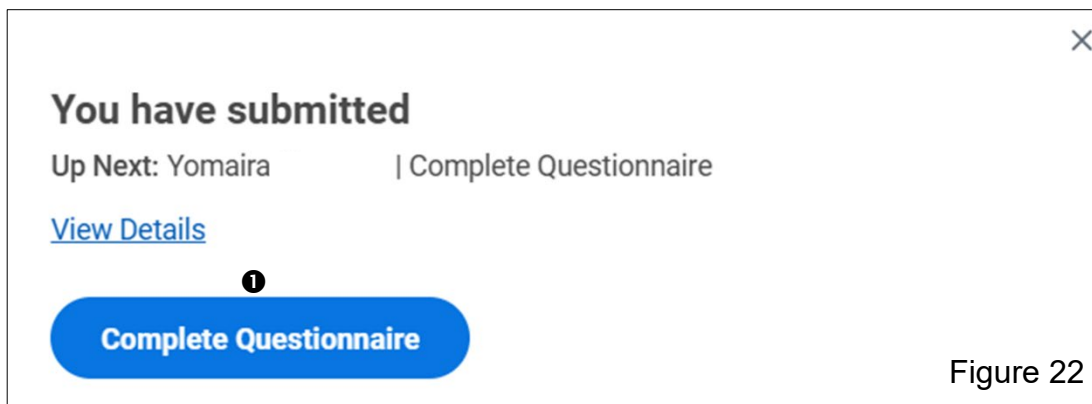 ×
You have submitted
Up Next: Yomaira | Complete Questionnaire
View Details
❶
Complete Questionnaire
Figure 22